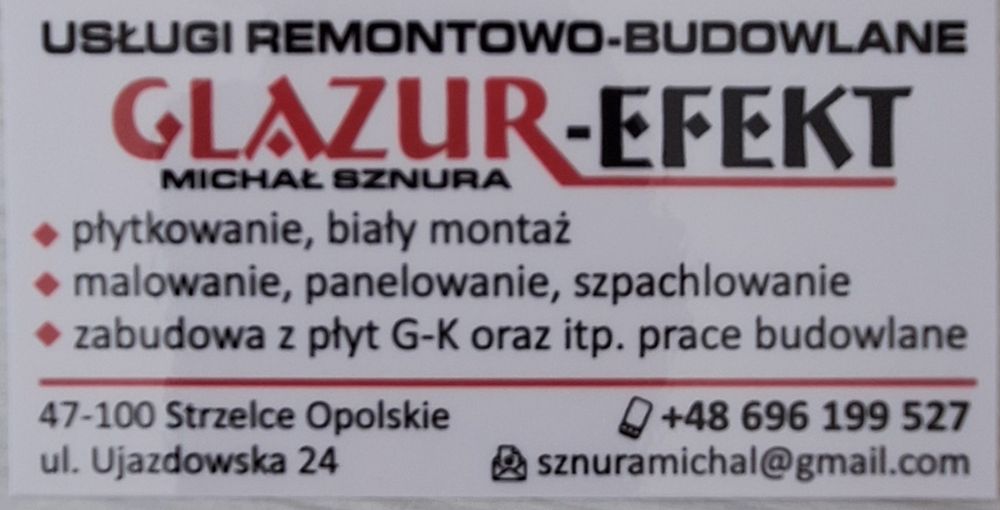 USŁUGI REMONTOWO-BUDOWLANE
GLAZUR-EFEKT
MICHAŁ SZNURA
płytkowanie, biały montaż
malowanie, panelowanie, szpachlowanie
zabudowa z płyt G-K oraz itp. prace budowlane
47-100 Strzelce Opolskie
+48 696 199 527
ul. Ujazdowska 24
sznuramichal@gmail.com